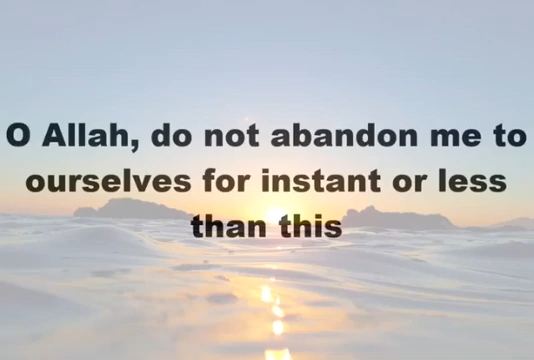 O Allah, do not abandon me to
ourselves for instant or less
than this